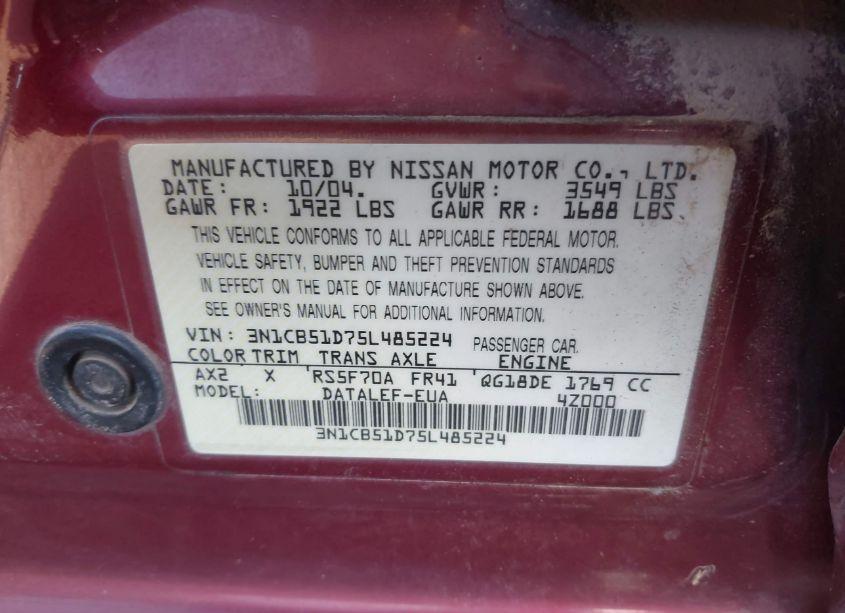 MANUFACTURED BY NISSAN MOTOR CO., LTD.
DATE: 10/04. GVWR: 3549 LBS
GAWR FR: 1922 LBS GAWR RR: 1688 LBS.
THIS VEHICLE CONFORMS TO ALL APPLICABLE FEDERAL MOTOR.
VEHICLE SAFETY, BUMPER AND THEFT PREVENTION STANDARDS
IN EFFECT ON THE DATE OF MANUFACTURE SHOWN ABOVE.
SEE OWNER'S MANUAL FOR ADDITIONAL INFORMATION.
VIN: 3N1CB51D75L485224 PASSENGER CAR.
COLOR TRIM TRANS AXLE ENGINE
AX2 X RS5F70A FR41 QG18DE 1769 CC
MODEL: DATALEF-EUA 4Z000
3N1CB51D75L485224